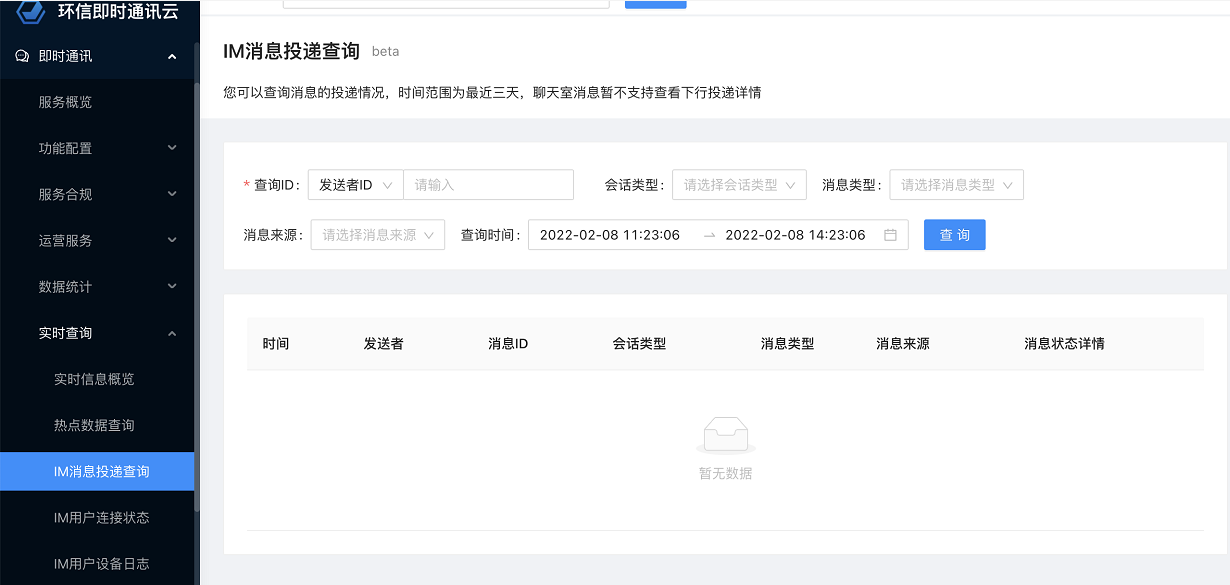 环信即时通讯云
即时通讯
服务概览
功能配置
服务合规
运营服务
数据统计
实时查询
实时信息概览
热点数据查询
IM消息投递查询
IM用户连接状态
IM用户设备日志
IM消息投递查询 beta
您可以查询消息的投递情况，时间范围为最近三天，聊天室消息暂不支持查看下行投递详情
* 查询ID： 发送者ID 请输入 会话类型： 请选择会话类型 消息类型： 请选择消息类型
消息来源： 请选择消息来源 查询时间： 2022-02-08 11:23:06 → 2022-02-08 14:23:06 查 询
时间 发送者 消息ID 会话类型 消息类型 消息来源 消息状态详情
暂无数据